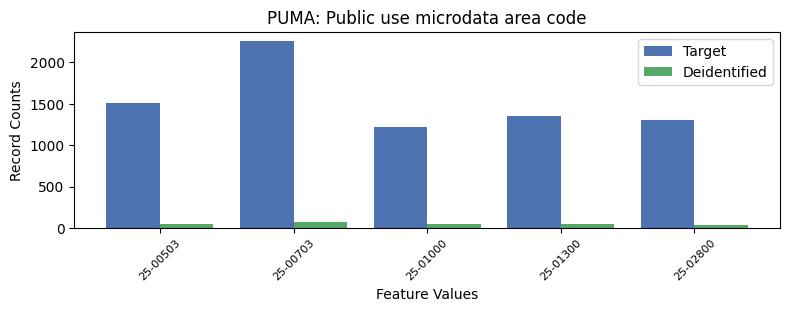 PUMA: Public use microdata area code
Target
Deidentified
2000
1500
1000
500
0
Record Counts
25-00503
25-00703
25-01000
25-01300
25-02800
Feature Values